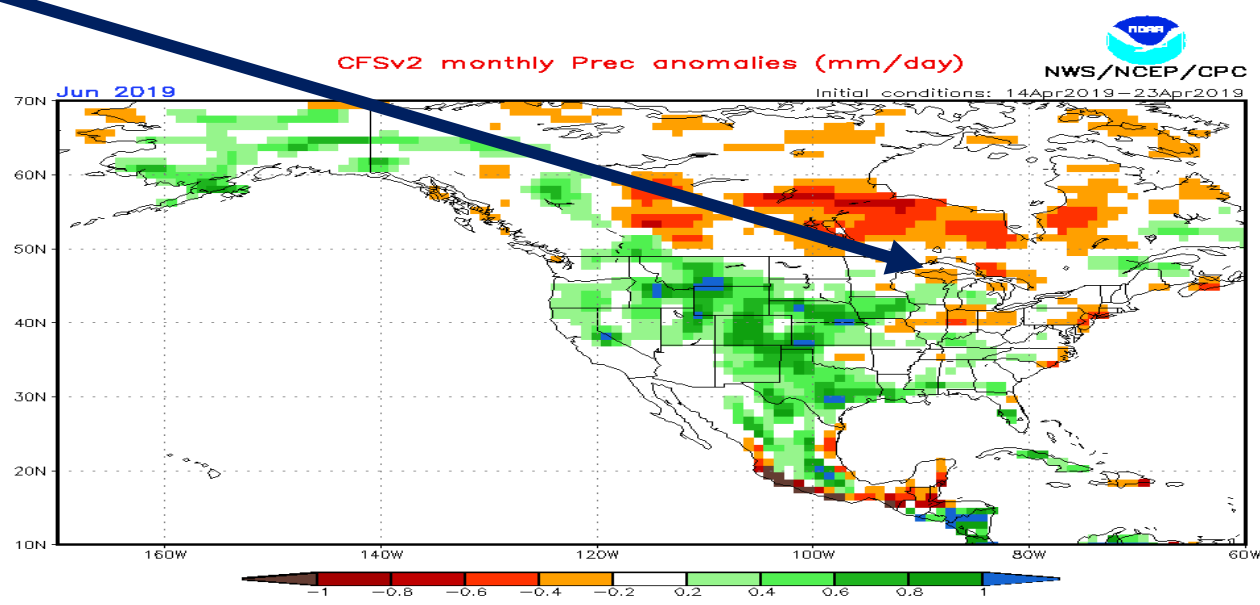 NOAA
CFSv2 monthly Prec anomalies (mm/day)
NWS/NCEP/CPC
Jun 2019
Initial conditions: 14Apr2019-23Apr2019
70N
60N
50N
40N
30N
20N
10N
160W 140W 120W 100W 80W 60W
-1 -0.8 -0.6 -0.4 -0.2 0.2 0.4 0.6 0.8 1